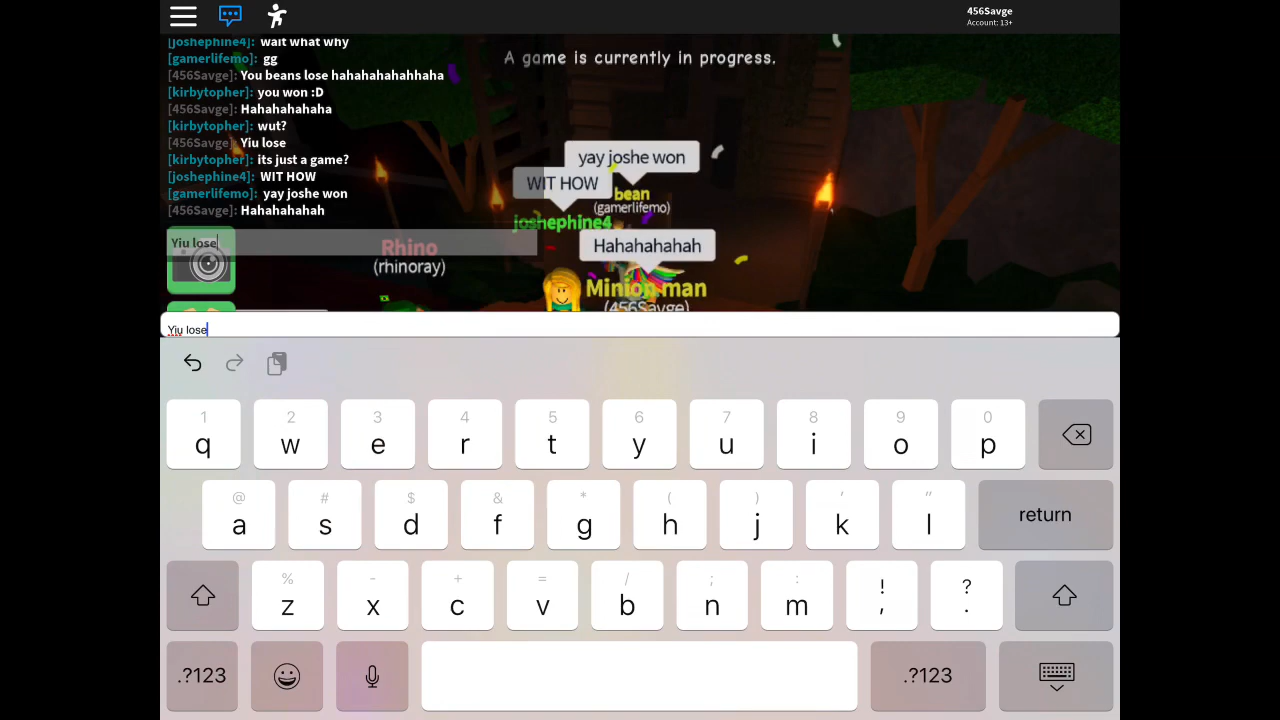 456Savge
Account: 13+
[joshephine4]: wait what why
[gamerlifemo]: gg
[456Savge]: You beans lose hahahahahahhaha
[kirbytopher]: you won :D
[456Savge]: Hahahahahaha
[kirbytopher]: wut?
[456Savge]: Yiu lose
[kirbytopher]: its just a game?
[joshephine4]: WIT HOW
[gamerlifemo]: yay joshe won
[456Savge]: Hahahahahah
A game is currently in progress.
yay joshe won
WIT HOW
bean
(gamerlifemo)
joshephine4
Hahahahahah
Yiu lose
Rhino
(rhinoray)
Minion man
(456Savge)
Yiu lose
1 2 3 4 5 6 7 8 9 0
q w e r t y u i o p
@ # $ & * ( ) ' "
a s d f g h j k l return
% - + = / ; : ! ?
z x c v b n m , .
.?123 .?123